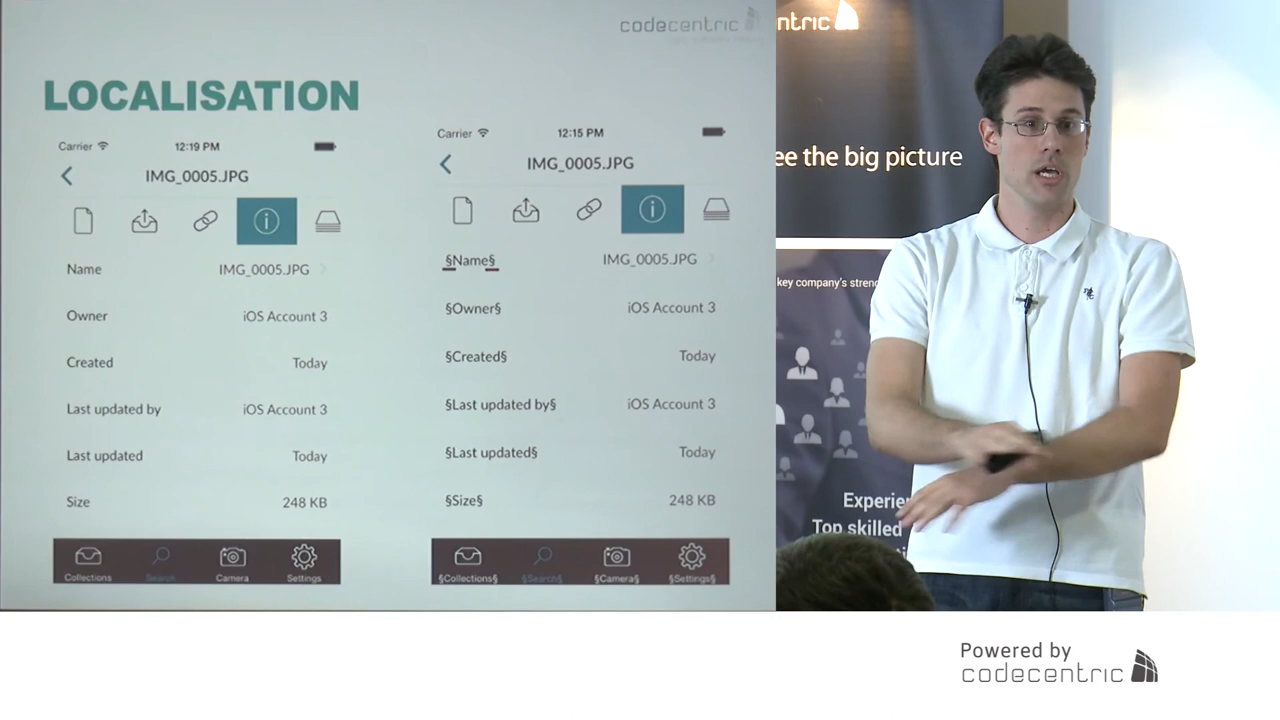 codecentric
LOCALISATION
Carrier 12:19 PM
IMG_0005.JPG
Name IMG_0005.JPG
Owner iOS Account 3
Created Today
Last updated by iOS Account 3
Last updated Today
Size 248 KB
Collections Search Camera Settings
Carrier 12:15 PM
IMG_0005.JPG
§Name§ IMG_0005.JPG
§Owner§ iOS Account 3
§Created§ Today
§Last updated by§ iOS Account 3
§Last updated§ Today
§Size§ 248 KB
§Collections§ §Search§ §Camera§ §Settings§
ntric
ee the big picture
key company's streng
Experie
Top skilled
Powered by
codecentric